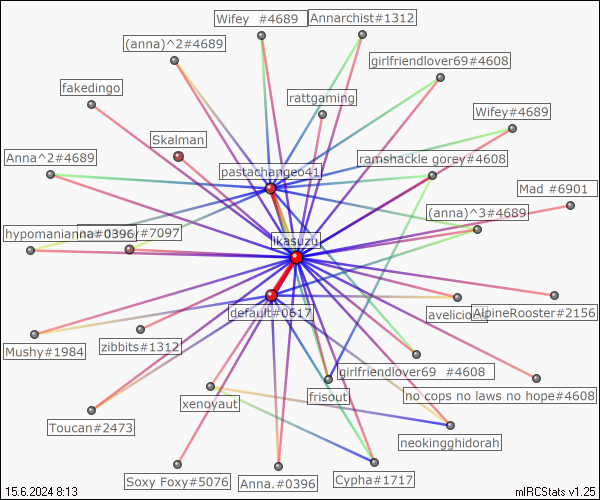 Wifey  #4689
Annarchist#1312
(anna)^2#4689
girlfriendlover69#4608
fakedingo
rattgaming
Wifey#4689
Skalman
Anna^2#4689
ramshackle gorey#4608
pastachangeo41
Mad #6901
(anna)^3#4689
hypomanianna#0396
/#7097
likasuzu
avelicious
AlpineRooster#2156
default#0617
Mushy#1984
zibbits#1312
girlfriendlover69  #4608
frisout
no cops no laws no hope#4608
xenoyaut
Toucan#2473
neokingghidorah
Soxy Foxy#5076
Anna.#0396
Cypha#1717
15.6.2024 8:13
mIRCStats v1.25